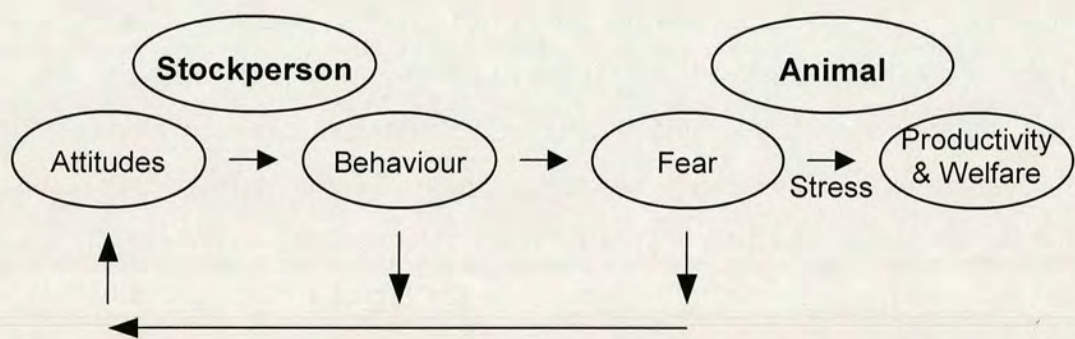 Stockperson
Animal
Attitudes
Behaviour
Fear
Stress
Productivity
& Welfare